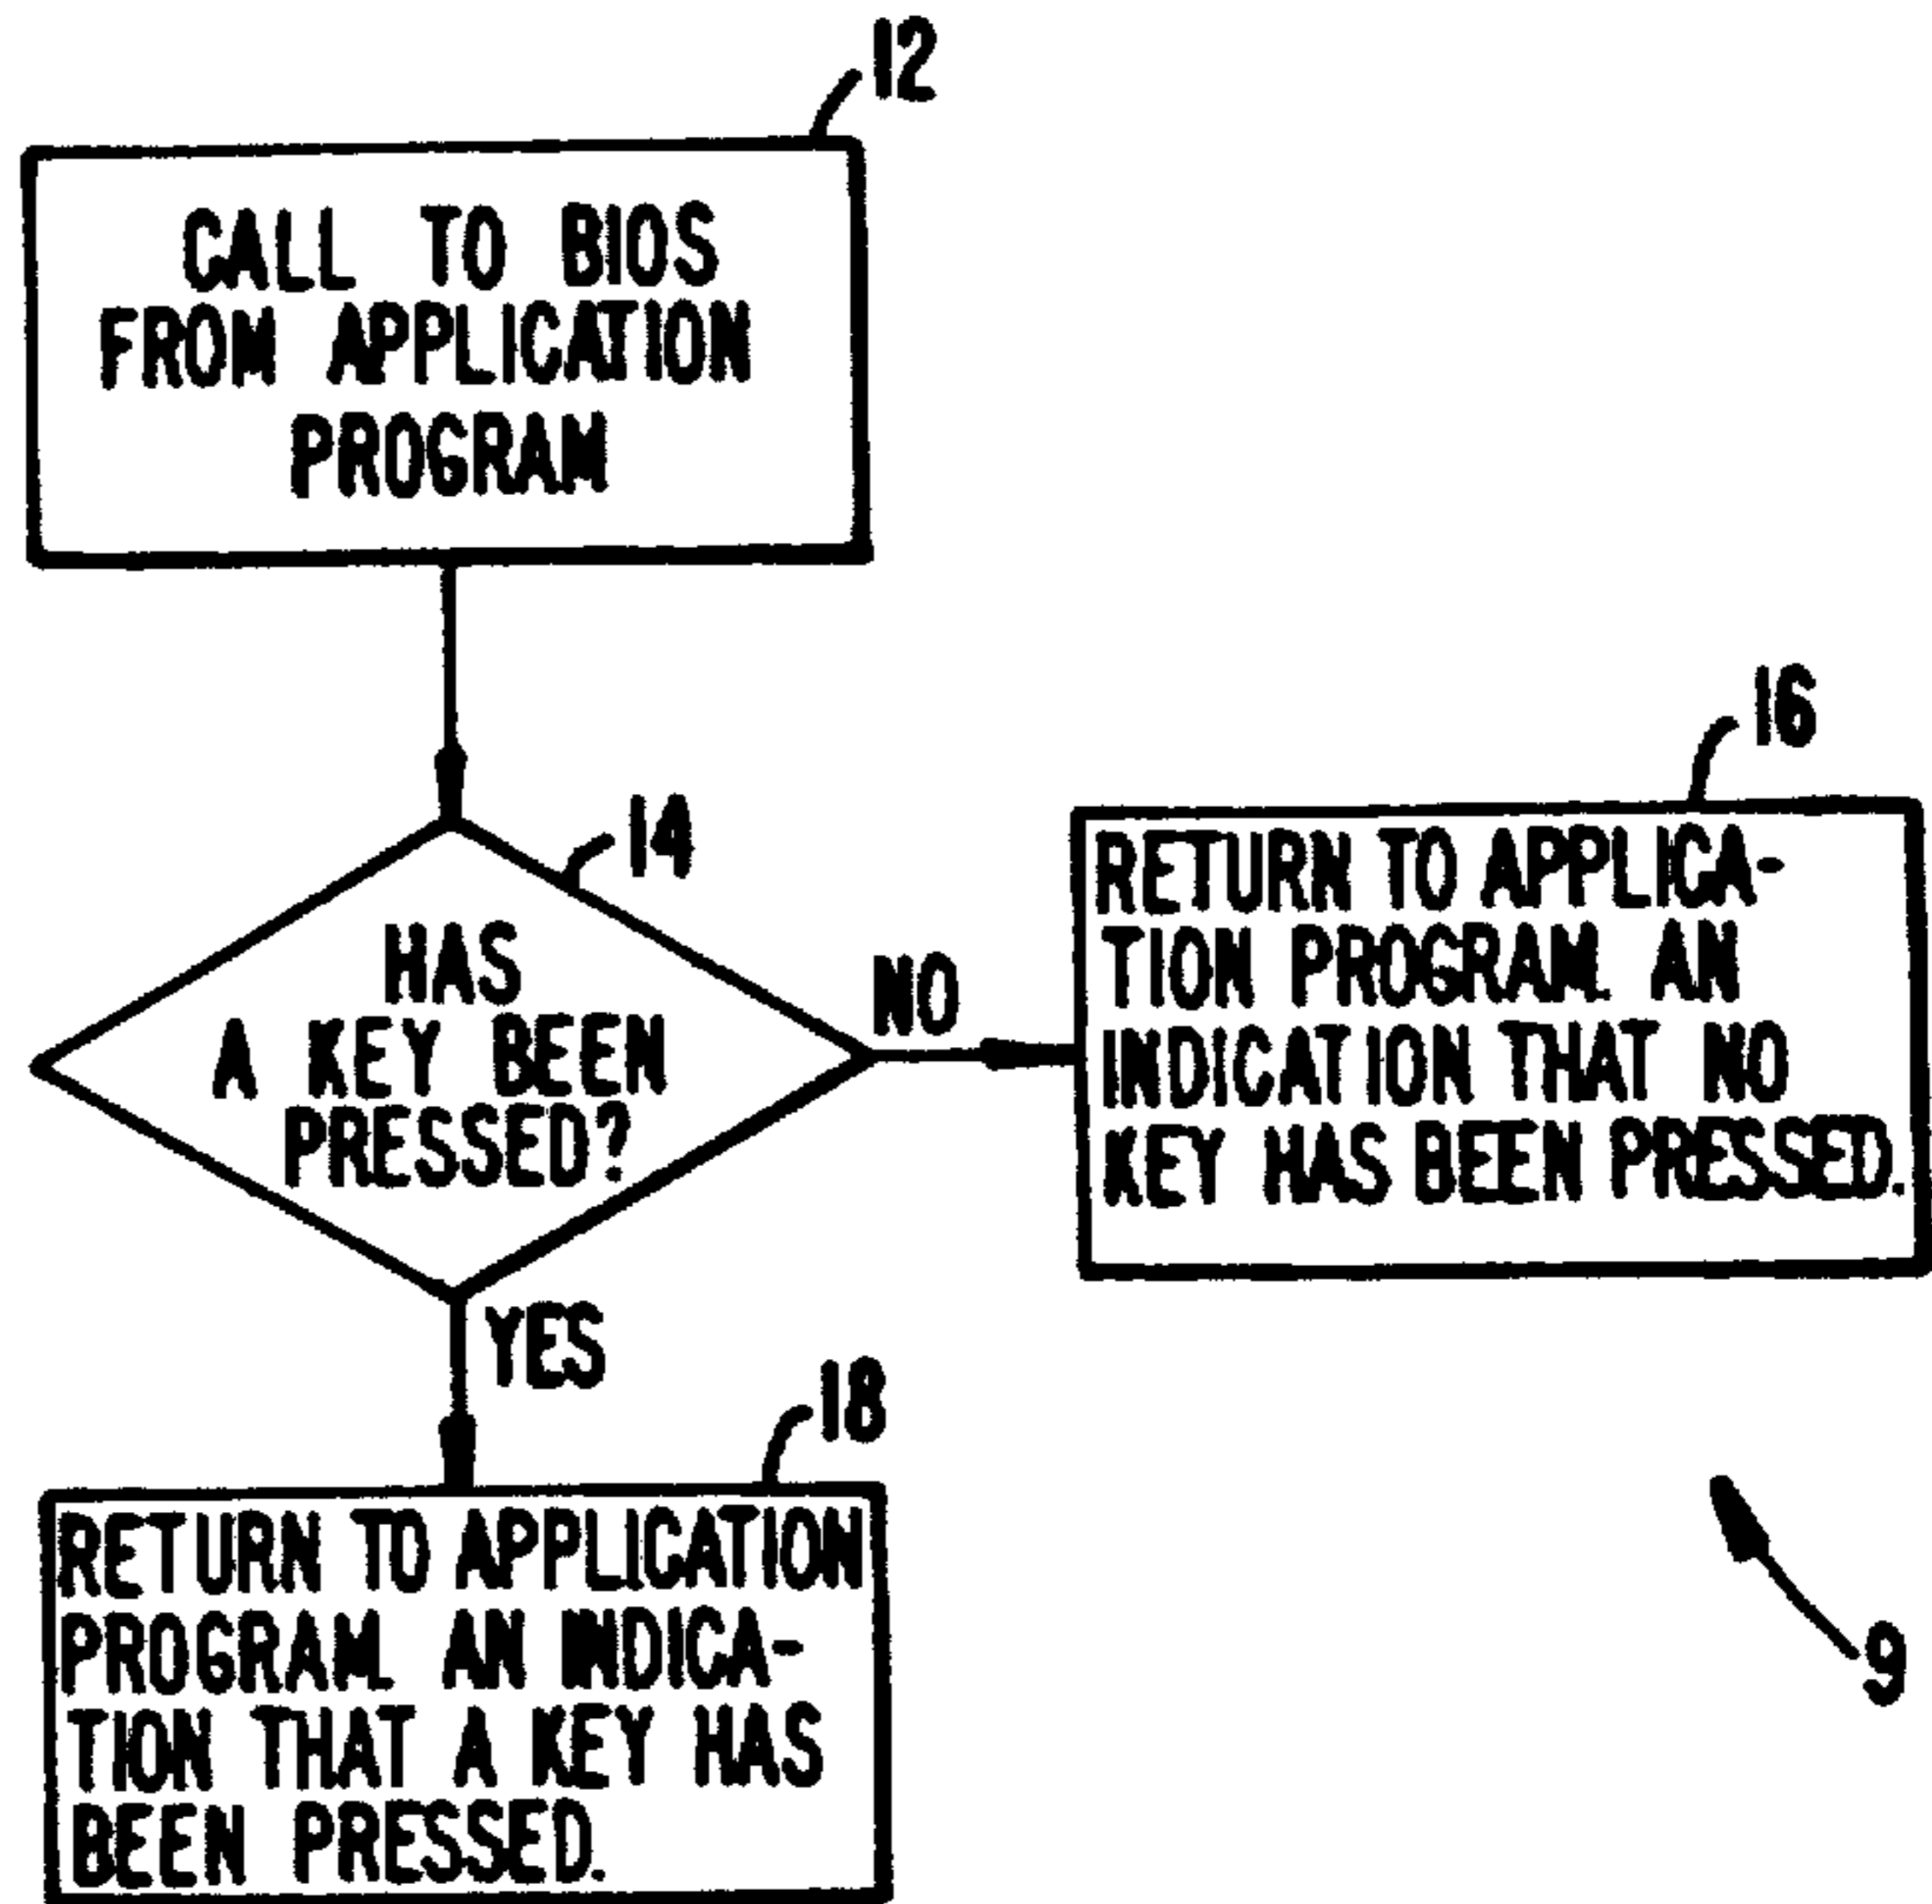 12
CALL TO BIOS
FROM APPLICATION
PROGRAM
14
HAS
A KEY BEEN
PRESSED?
NO
16
RETURN TO APPLICA-
TION PROGRAM AN
INDICATION THAT NO
KEY HAS BEEN PRESSED.
YES
18
RETURN TO APPLICATION
PROGRAM AN INDICA-
TION THAT A KEY HAS
BEEN PRESSED.
9